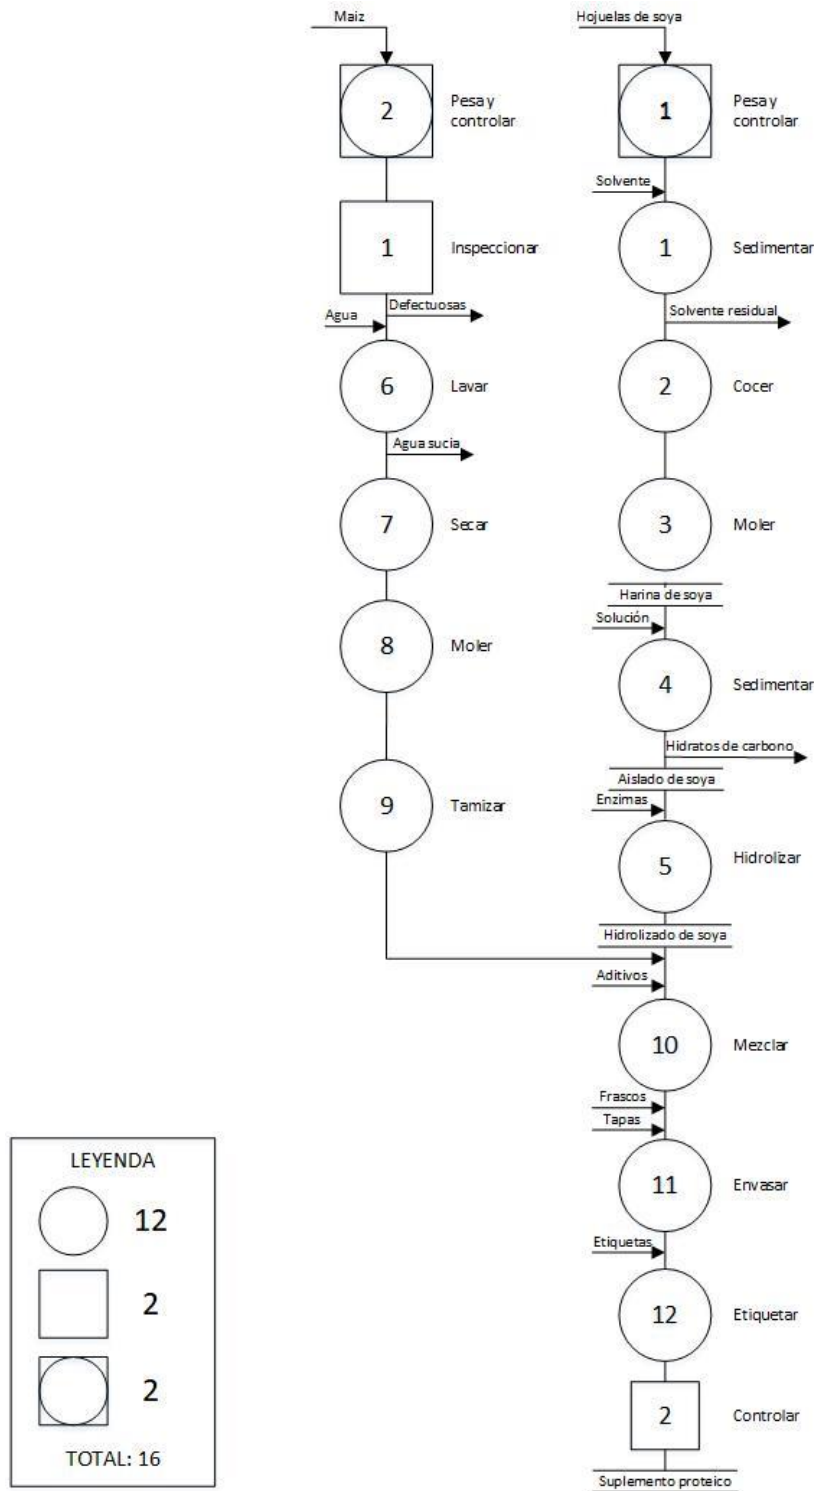 Maiz
Hojuelas de soya
2
Pesa y
controlar
1
Pesa y
controlar
Solvente
1
Inspeccionar
1
Sedimentar
Defectuosas
Agua
Solvente residual
6
Lavar
2
Cocer
Agua sucia
7
Secar
3
Moler
Harina de soya
Solución
8
Moler
4
Sedimentar
Hidratos de carbono
Aislado de soya
Enzimas
9
Tamizar
5
Hidrolizar
Hidrolizado de soya
Aditivos
10
Mezclar
Frascos
Tapas
11
Envasar
Etiquetas
12
Etiquetar
2
Controlar
Suplemento proteico
LEYENDA
12
2
2
TOTAL: 16